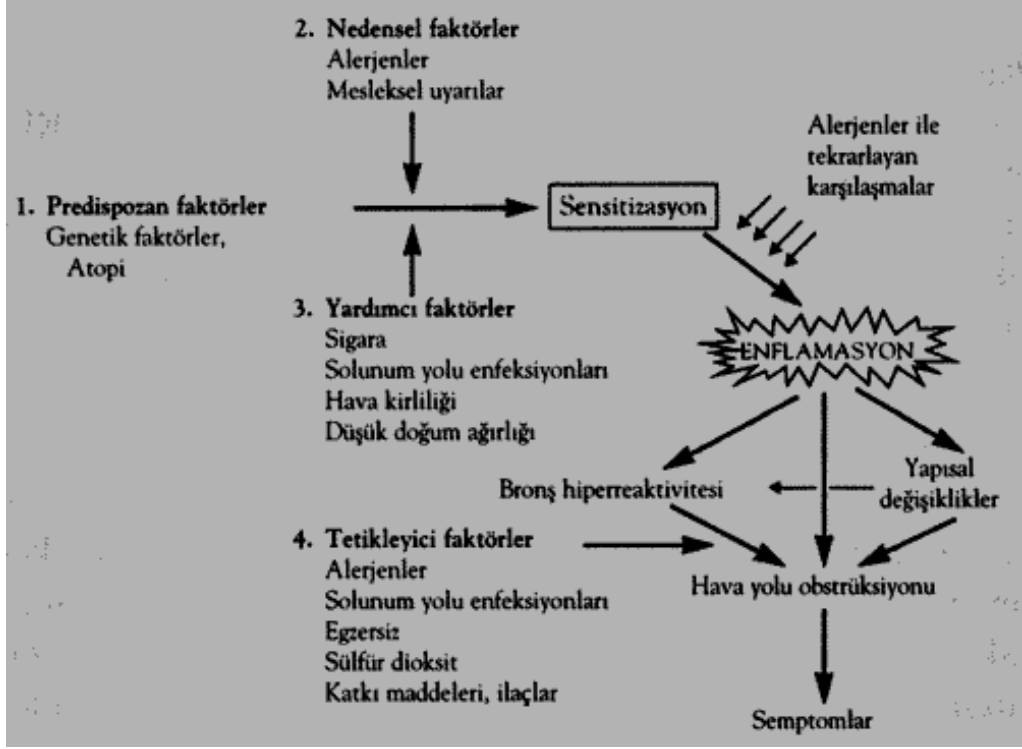 2. Nedensel faktörler
Alerjenler
Mesleksel uyarılar
Alerjenler ile
tekrarlayan
karşılaşmalar
1. Predispozan faktörler
Genetik faktörler,
Atopi
Sensitizasyon
3. Yardımcı faktörler
Sigara
Solunum yolu enfeksiyonları
Hava kirliliği
Düşük doğum ağırlığı
ENFLAMASYON
Bronş hiperreaktivitesi
Yapısal
değişiklikler
4. Tetikleyici faktörler
Alerjenler
Solunum yolu enfeksiyonları
Egzersiz
Sülfür dioksit
Katkı maddeleri, ilaçlar
Hava yolu obstrüksiyonu
Semptomlar